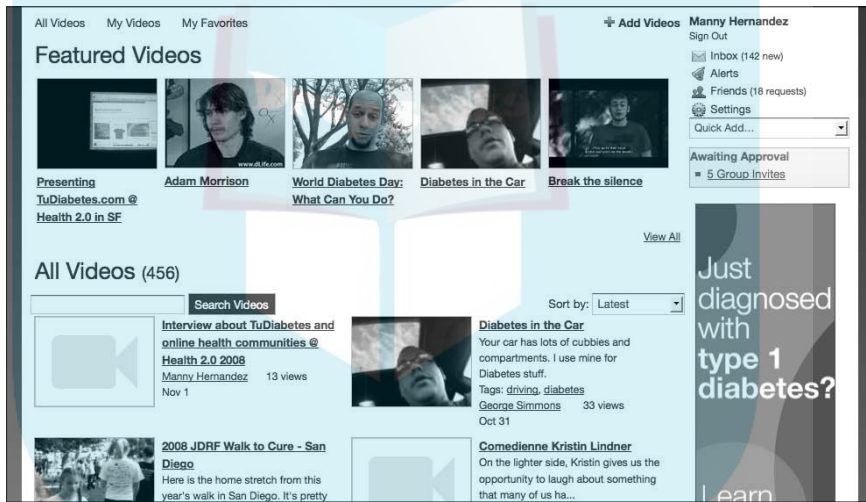 All Videos My Videos My Favorites
Add Videos
Manny Hernandez
Sign Out
Inbox (142 new)
Alerts
Friends (18 requests)
Settings
Quick Add...
Awaiting Approval
5 Group Invites
Featured Videos
www.dLife.com
Presenting
TuDiabetes.com @
Health 2.0 in SF
Adam Morrison
World Diabetes Day:
What Can You Do?
Diabetes in the Car
Break the silence
View All
All Videos (456)
Search Videos
Sort by: Latest
Interview about TuDiabetes and
online health communities @
Health 2.0 2008
Manny Hernandez 13 views
Nov 1
Diabetes in the Car
Your car has lots of cubbies and
compartments. I use mine for
Diabetes stuff.
Tags: driving, diabetes
George Simmons 33 views
Oct 31
2008 JDRF Walk to Cure - San
Diego
Here is the home stretch from this
year's walk in San Diego. It's pretty
Comedienne Kristin Lindner
On the lighter side, Kristin gives us the
opportunity to laugh about something
that many of us ha...
Just
diagnosed
with
type 1
diabetes?
Learn